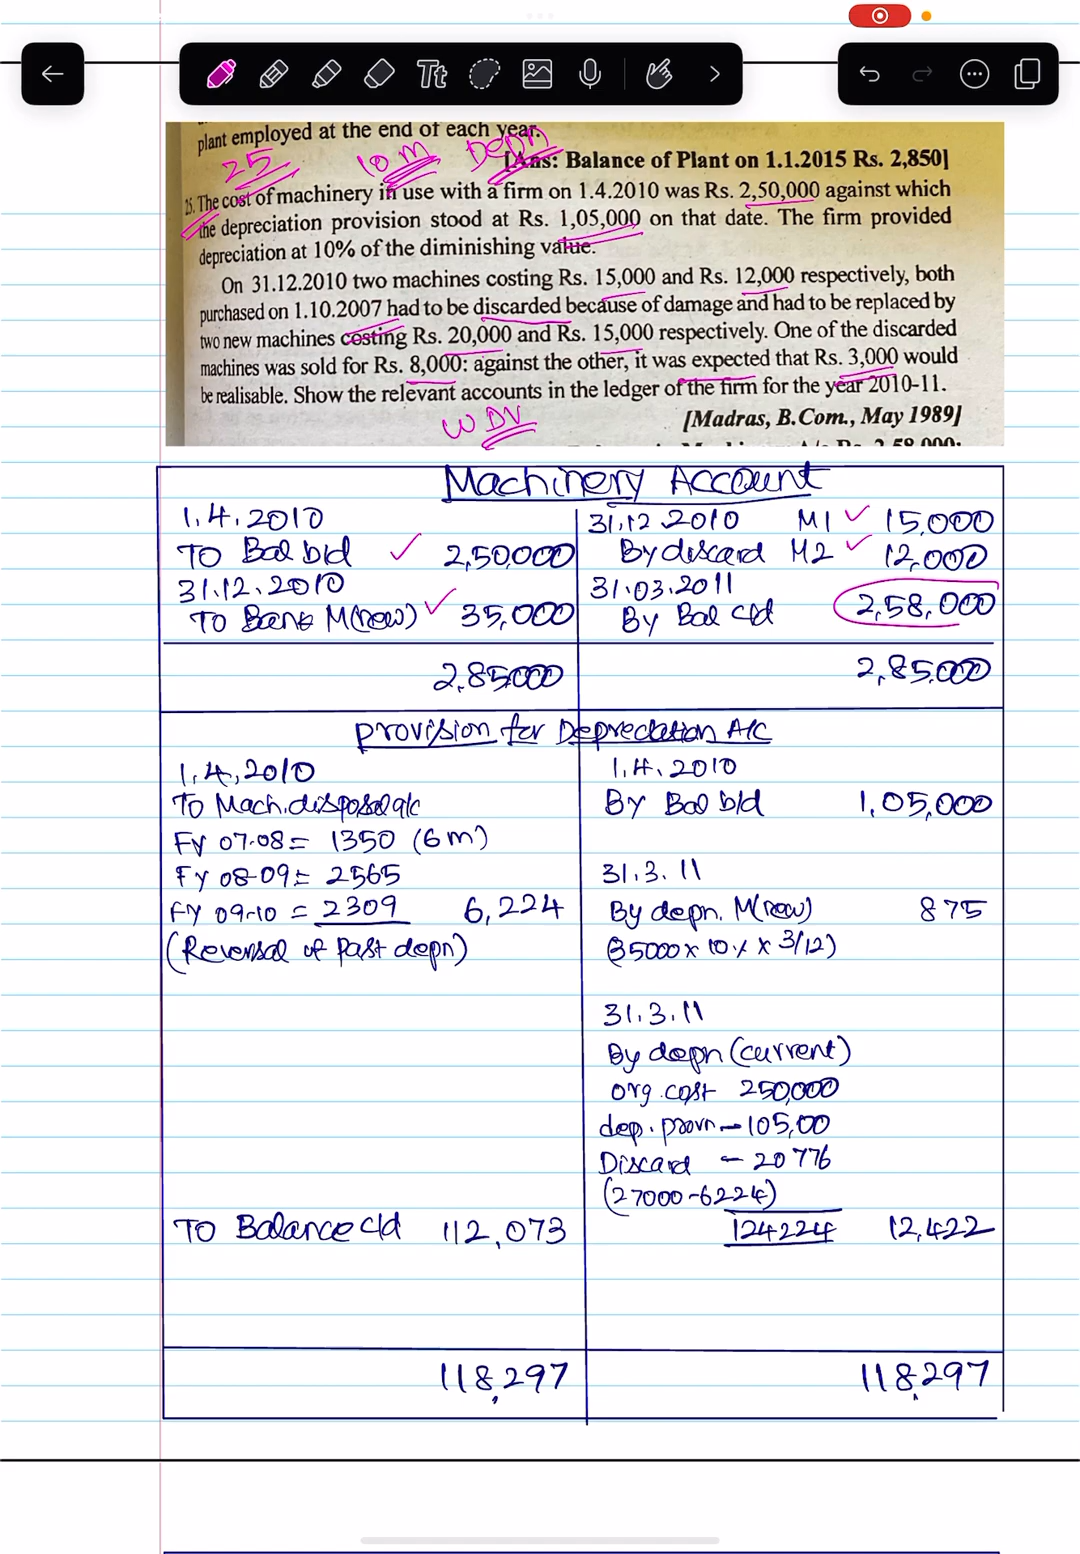 Tt
plant employed at the end of each year.
25 10 m Depn
[Ans: Balance of Plant on 1.1.2015 Rs. 2,850]
25. The cost of machinery in use with a firm on 1.4.2010 was Rs. 2,50,000 against which
the depreciation provision stood at Rs. 1,05,000 on that date. The firm provided
depreciation at 10% of the diminishing value.
On 31.12.2010 two machines costing Rs. 15,000 and Rs. 12,000 respectively, both
purchased on 1.10.2007 had to be discarded because of damage and had to be replaced by
two new machines costing Rs. 20,000 and Rs. 15,000 respectively. One of the discarded
machines was sold for Rs. 8,000: against the other, it was expected that Rs. 3,000 would
be realisable. Show the relevant accounts in the ledger of the firm for the year 2010-11.
WDV [Madras, B.Com., May 1989]
Machinery Account
1.4.2010 31.12.2010 M1 ✓ 15,000
TO Bal b/d ✓ 2,50,000 By discard M2 ✓ 12,000
31.12.2010 31.03.2011
TO Bank M(new) ✓ 35,000 By Bal c/d 2,58,000
2,85,000 2,85,000
Provision for Depreciation A/C
1.4.2010 1.4.2010
To Mach.disposal a/c By Bal b/d 1,05,000
FY 07-08 = 1350 (6m)
FY 08-09 = 2565 31.3.11
FY 09-10 = 2309 6,224 By depn. M(new) 875
(Reversal of Past depn) (35000 x 10% x 3/12)
31.3.11
By depn (current)
Org.cost 250,000
dep.provn - 105,00
Discard - 20776
(27000-6224)
TO Balance c/d 112,073 124224 12,422
118,297 118,297